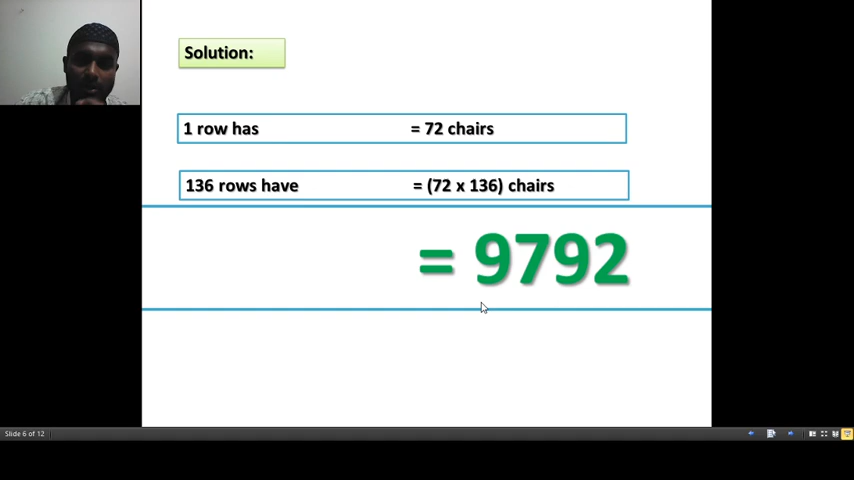 Solution:
1 row has = 72 chairs
136 rows have = (72 x 136) chairs
= 9792
Slide 6 of 12